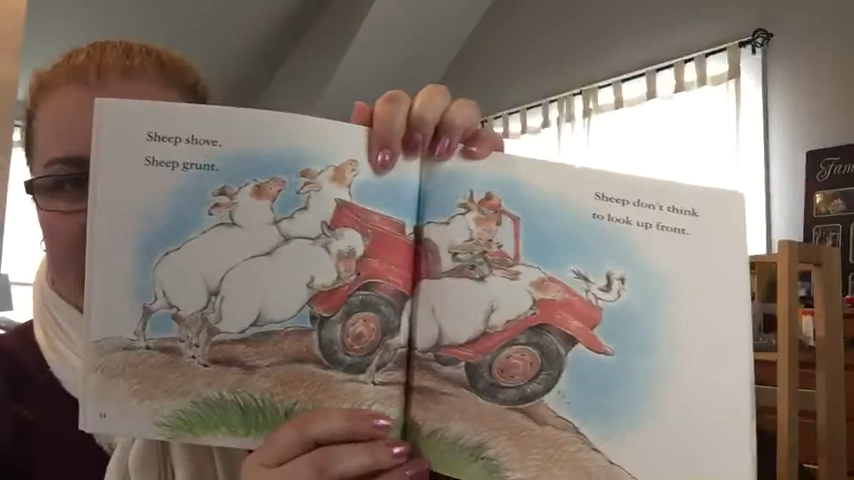 Sheep shove.
Sheep grunt.
Sheep don't think
to look up front.